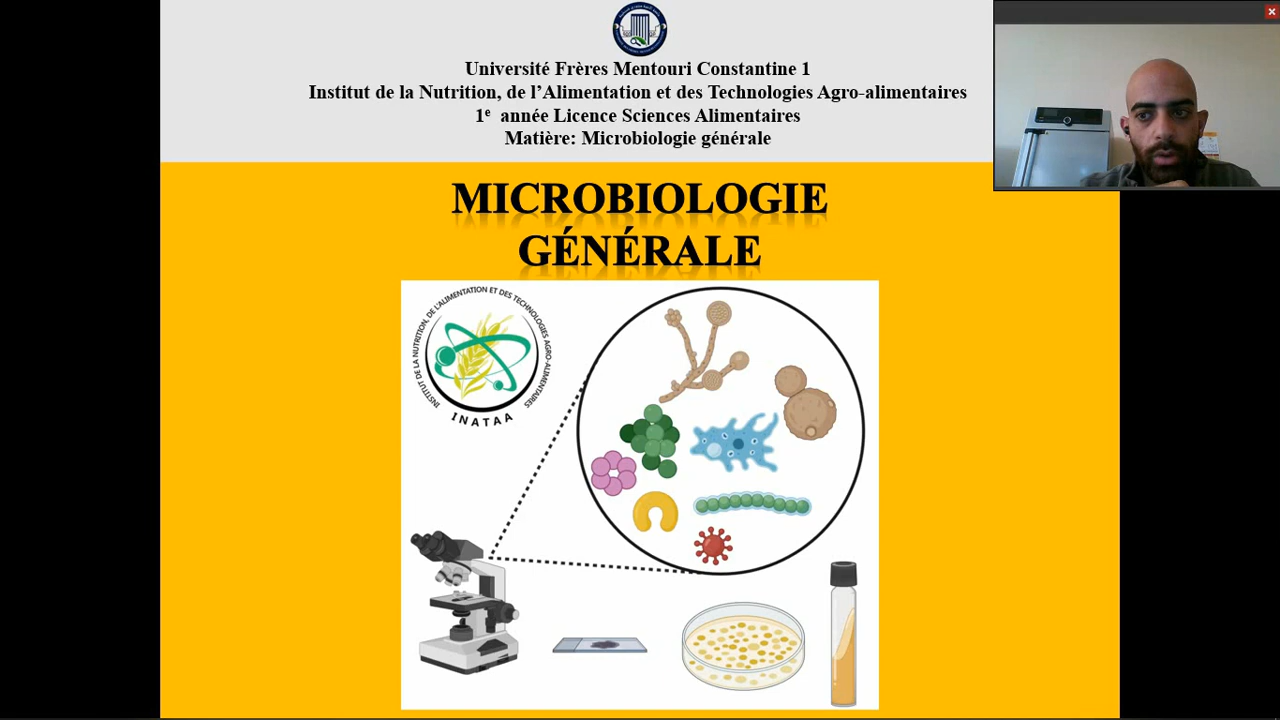 Université Frères Mentouri Constantine 1
Institut de la Nutrition, de l’Alimentation et des Technologies Agro-alimentaires
1e année Licence Sciences Alimentaires
Matière: Microbiologie générale
MICROBIOLOGIE
GÉNÉRALE
INSTITUT DE LA NUTRITION, DE L'ALIMENTATION ET DES TECHNOLOGIES AGRO-ALIMENTAIRES
INATAA